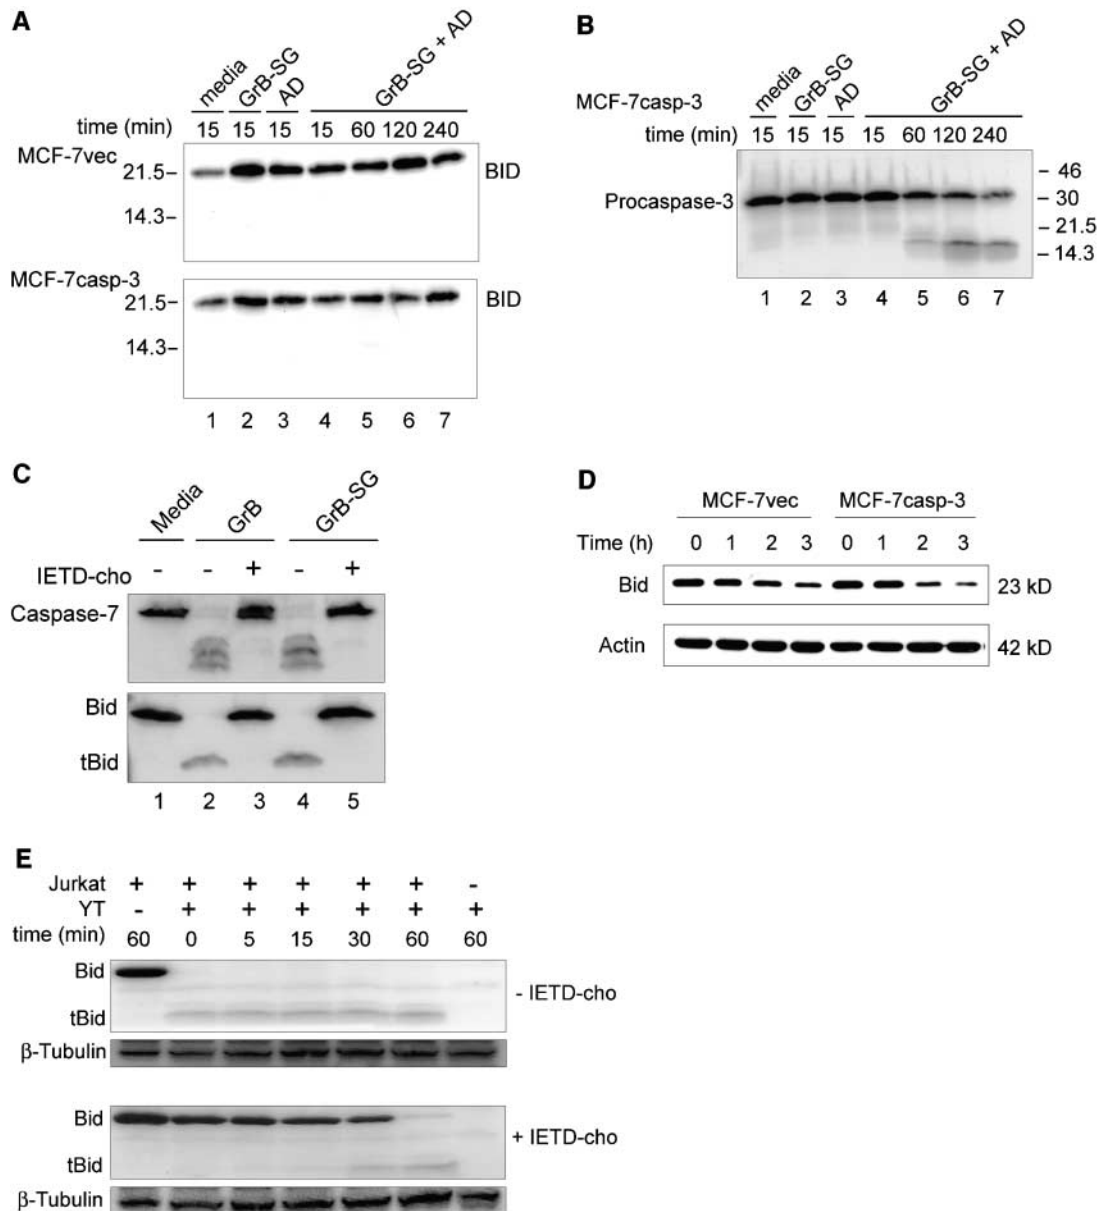 A
media
GrB-SG
AD
GrB-SG + AD
time (min) 15 15 15 15 60 120 240
MCF-7vec
21.5– BID
14.3–
MCF-7casp-3
21.5– BID
14.3–
1 2 3 4 5 6 7
B
media
GrB-SG
AD
GrB-SG + AD
MCF-7casp-3
time (min) 15 15 15 15 60 120 240
– 46
Procaspase-3 – 30
– 21.5
– 14.3
1 2 3 4 5 6 7
C
Media
GrB
GrB-SG
IETD-cho - - + - +
Caspase-7
Bid
tBid
1 2 3 4 5
D
MCF-7vec MCF-7casp-3
Time (h) 0 1 2 3 0 1 2 3
Bid 23 kD
Actin 42 kD
E
Jurkat + + + + + + -
YT - + + + + + +
time (min) 60 0 5 15 30 60 60
Bid
- IETD-cho
tBid
β-Tubulin
Bid
+ IETD-cho
tBid
β-Tubulin